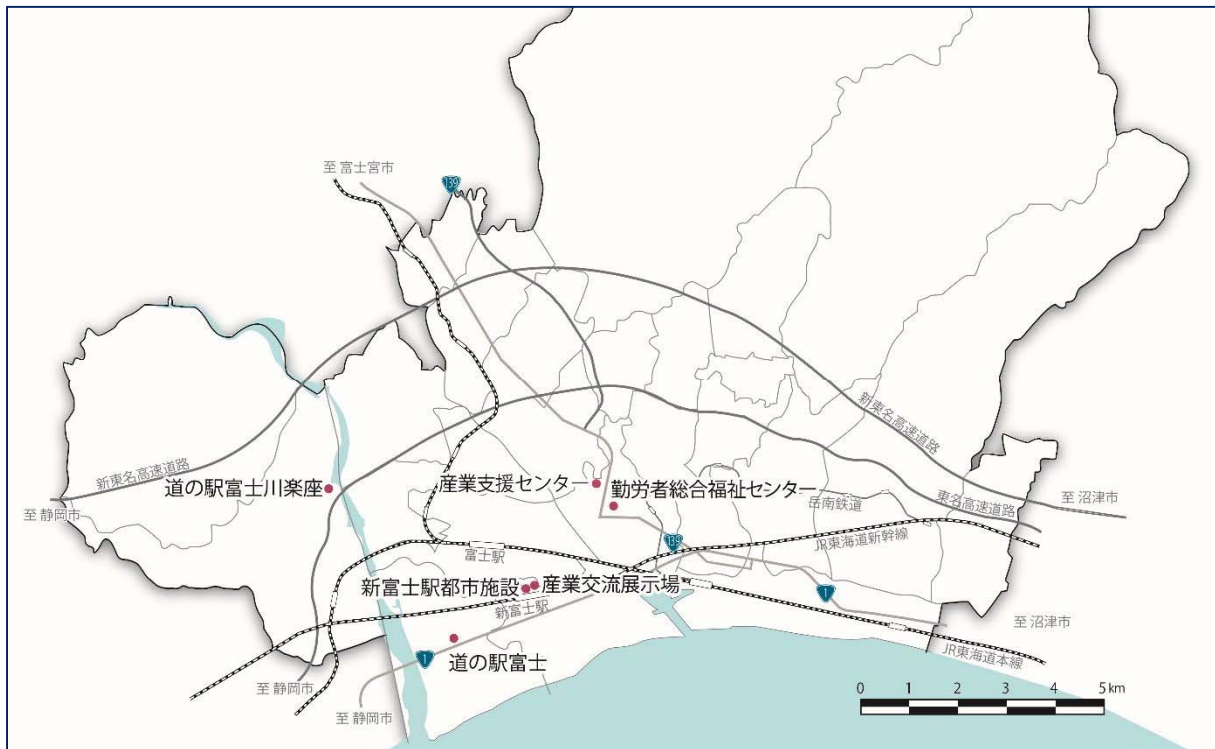 至 富士宮市
139
新東名高速道路
新東名高速道路
至 静岡市
道の駅富士川楽座
産業支援センター
勤労者総合福祉センター
岳南鉄道
東名高速道路
至 沼津市
富士駅
139
JR東海道新幹線
新富士駅都市施設
産業交流展示場
新富士駅
1
至 沼津市
道の駅富士
1
JR東海道本線
至 静岡市
至 静岡市
0 1 2 3 4 5km